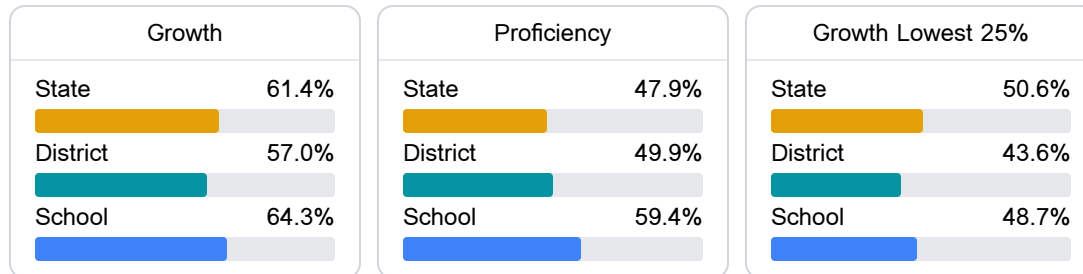 Growth
State 61.4%
District 57.0%
School 64.3%
Proficiency
State 47.9%
District 49.9%
School 59.4%
Growth Lowest 25%
State 50.6%
District 43.6%
School 48.7%